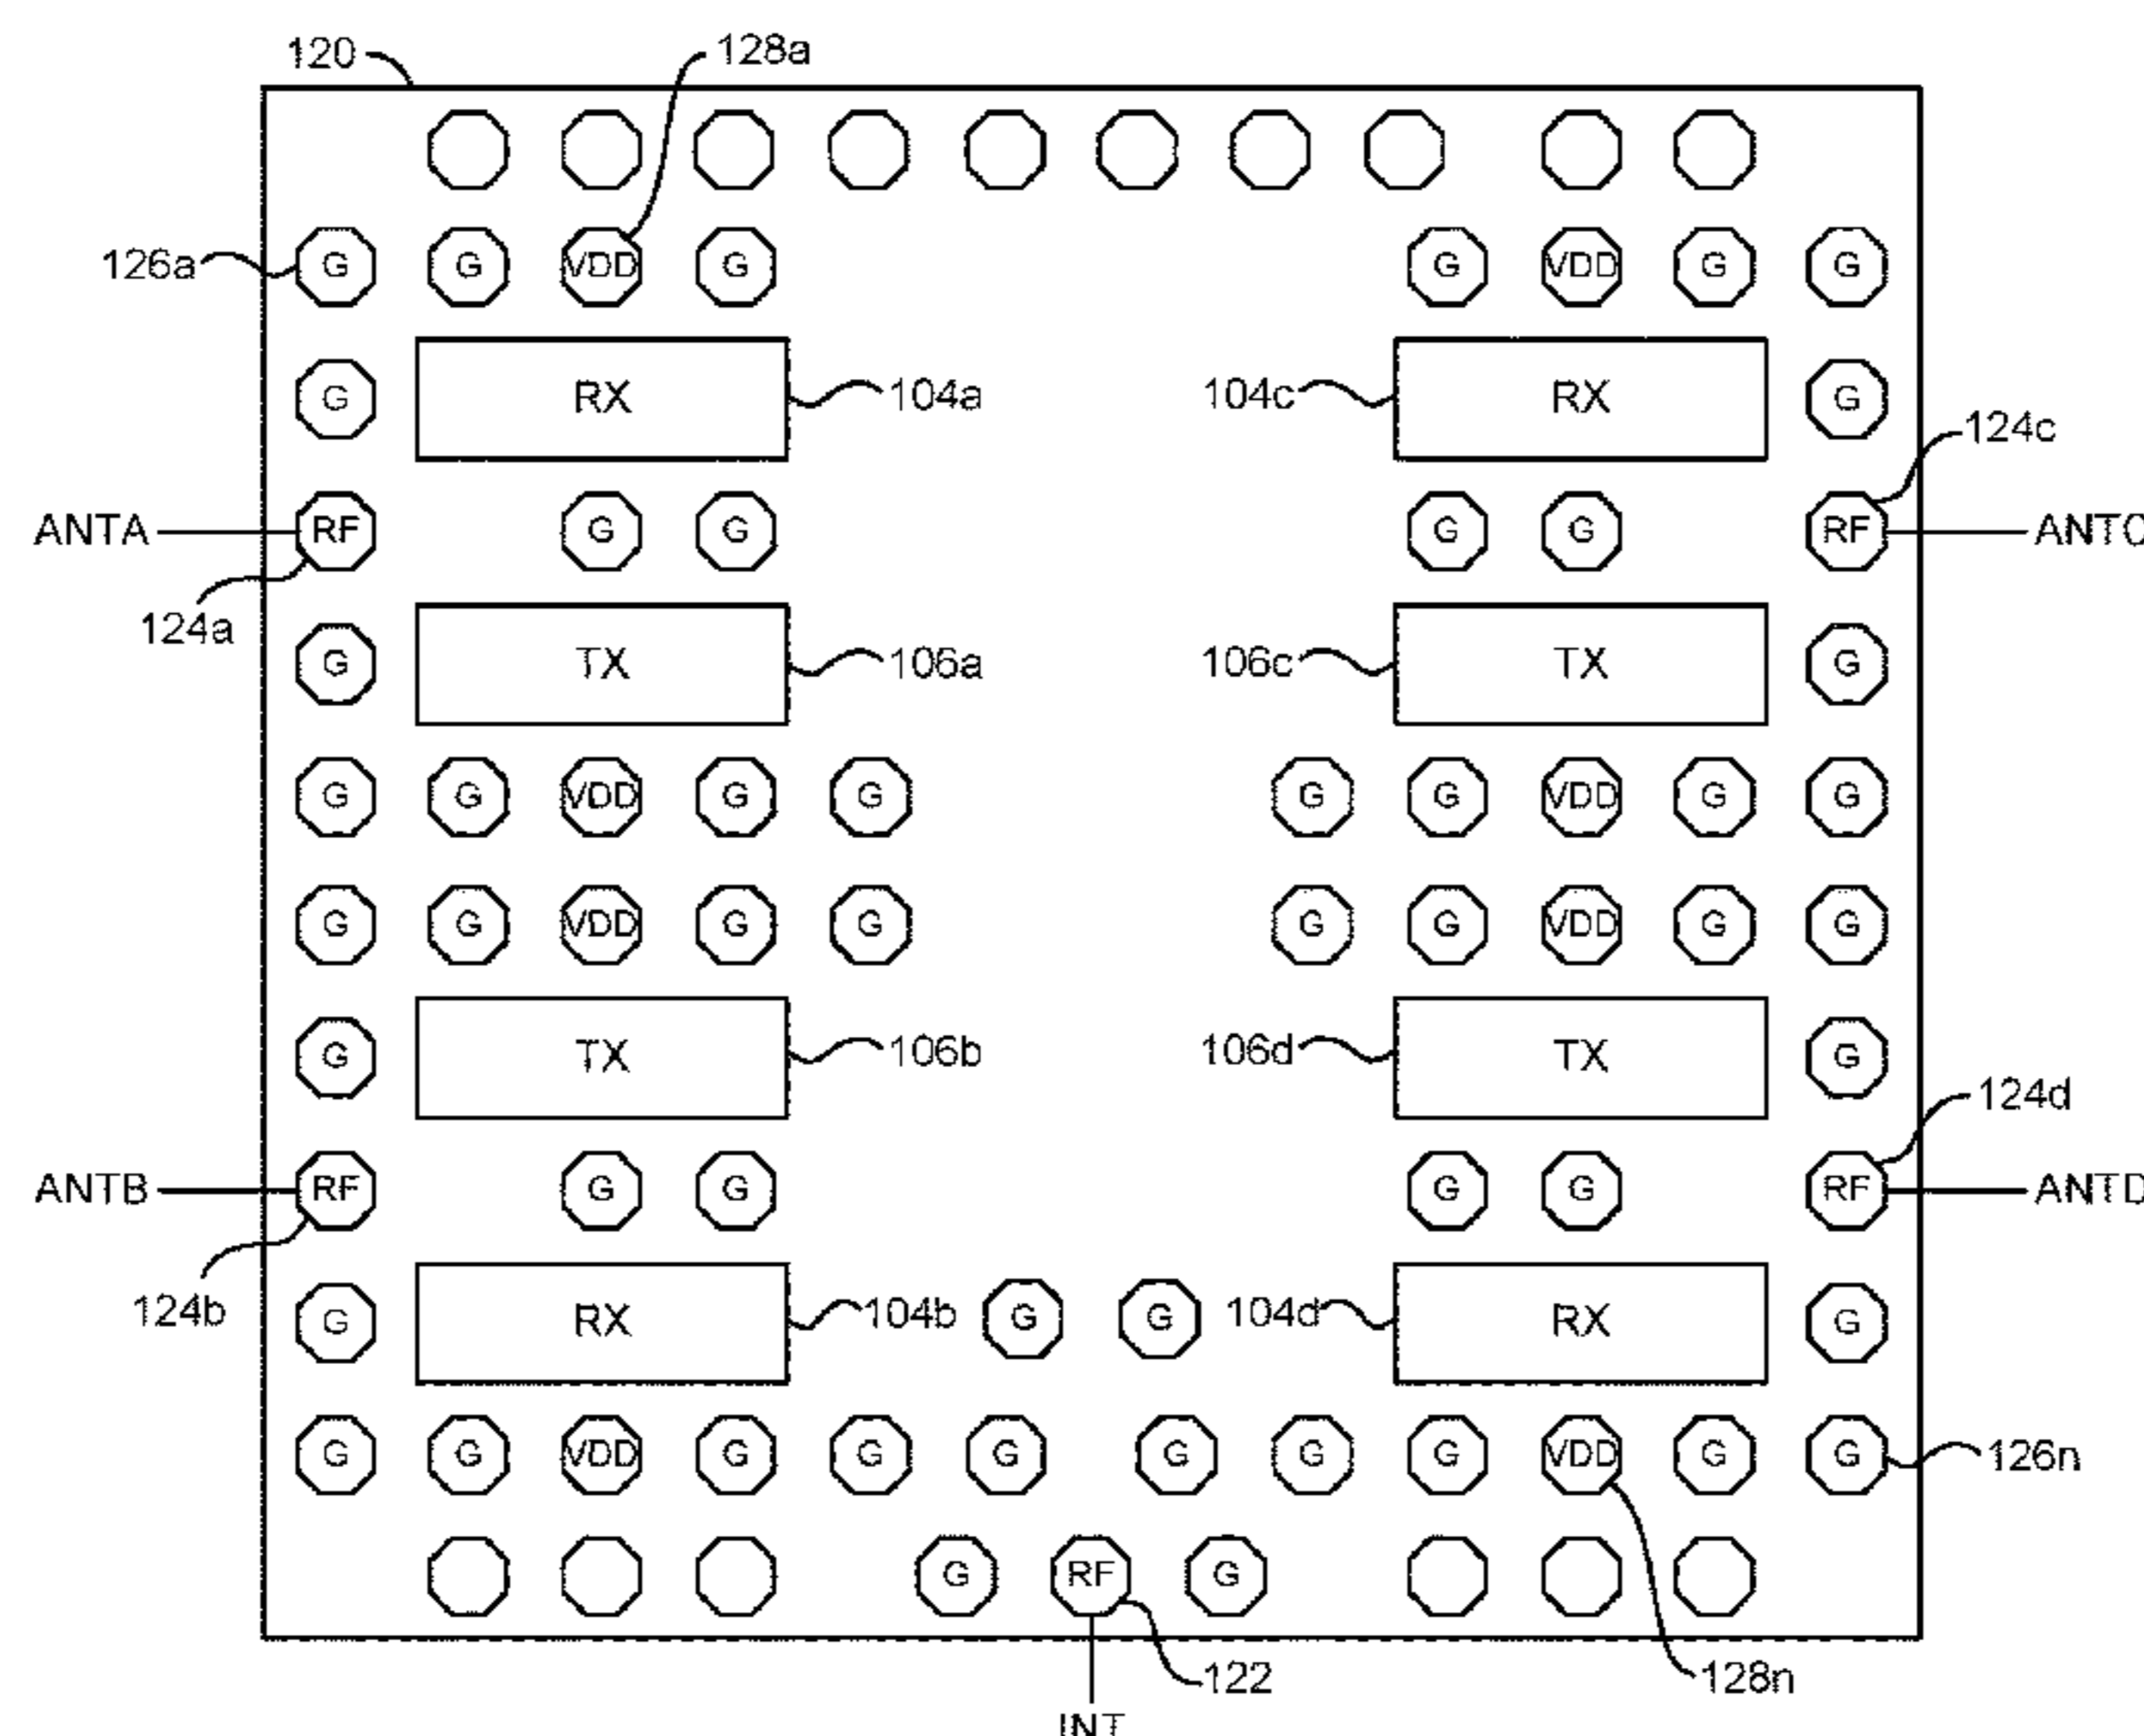 120 128a
126a G G VDD G G VDD G G
G RX 104a 104c RX G 124c
ANTA RF G G G G RF ANTC
124a
G TX 106a 106c TX G
G G VDD G G G G VDD G G
G G VDD G G G G VDD G G
G TX 106b 106d TX G
124d
ANTB RF G G G G RF ANTD
124b G RX 104b G G 104d RX G
G G VDD G G G G G G VDD G G 126n
G RF G
122 128n
INT